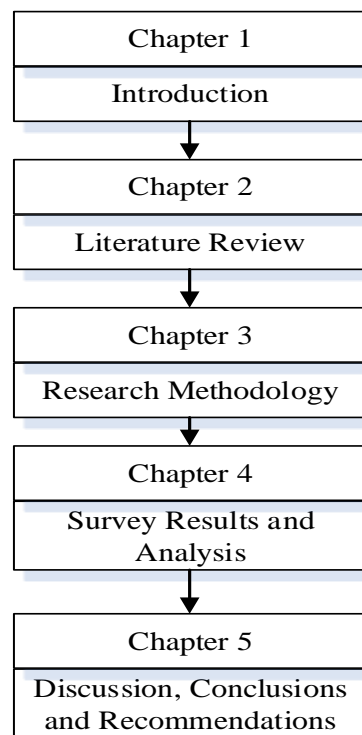 Chapter 1
Introduction
Chapter 2
Literature Review
Chapter 3
Research Methodology
Chapter 4
Survey Results and
Analysis
Chapter 5
Discussion, Conclusions
and Recommendations